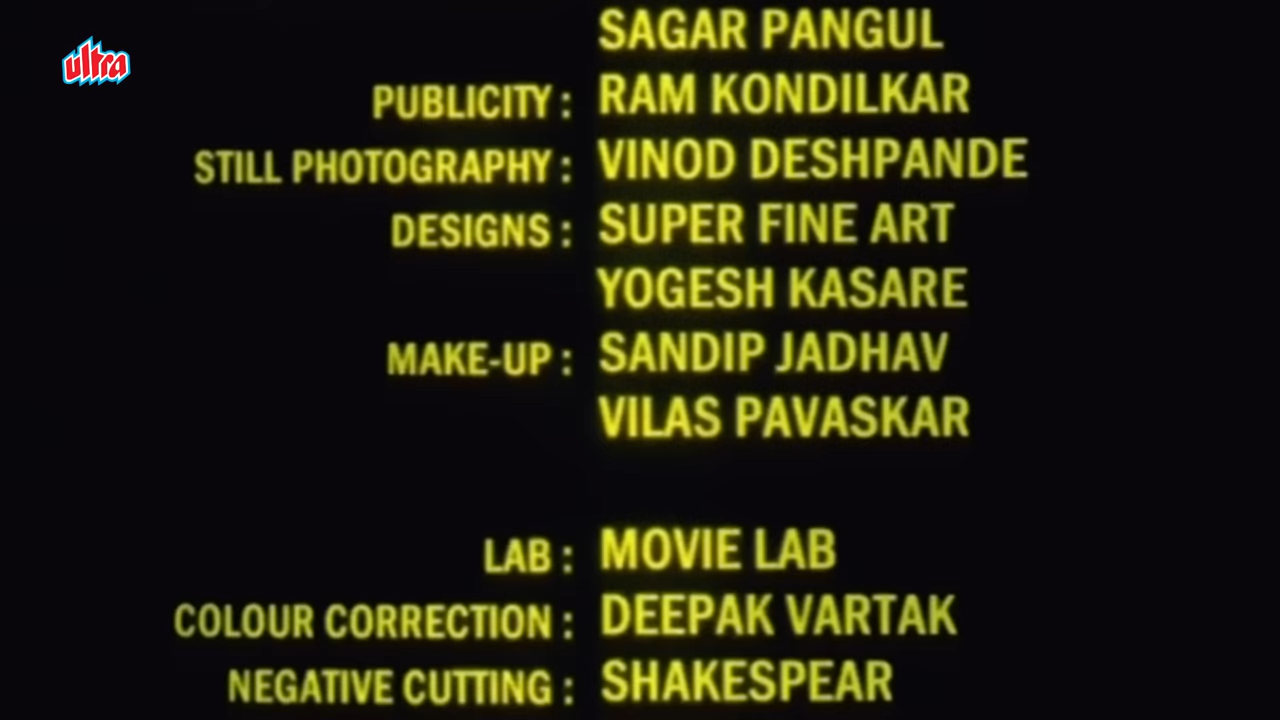 ultra
SAGAR PANGUL
PUBLICITY : RAM KONDILKAR
STILL PHOTOGRAPHY : VINOD DESHPANDE
DESIGNS : SUPER FINE ART
YOGESH KASARE
MAKE-UP : SANDIP JADHAV
VILAS PAVASKAR
LAB : MOVIE LAB
COLOUR CORRECTION : DEEPAK VARTAK
NEGATIVE CUTTING : SHAKESPEAR